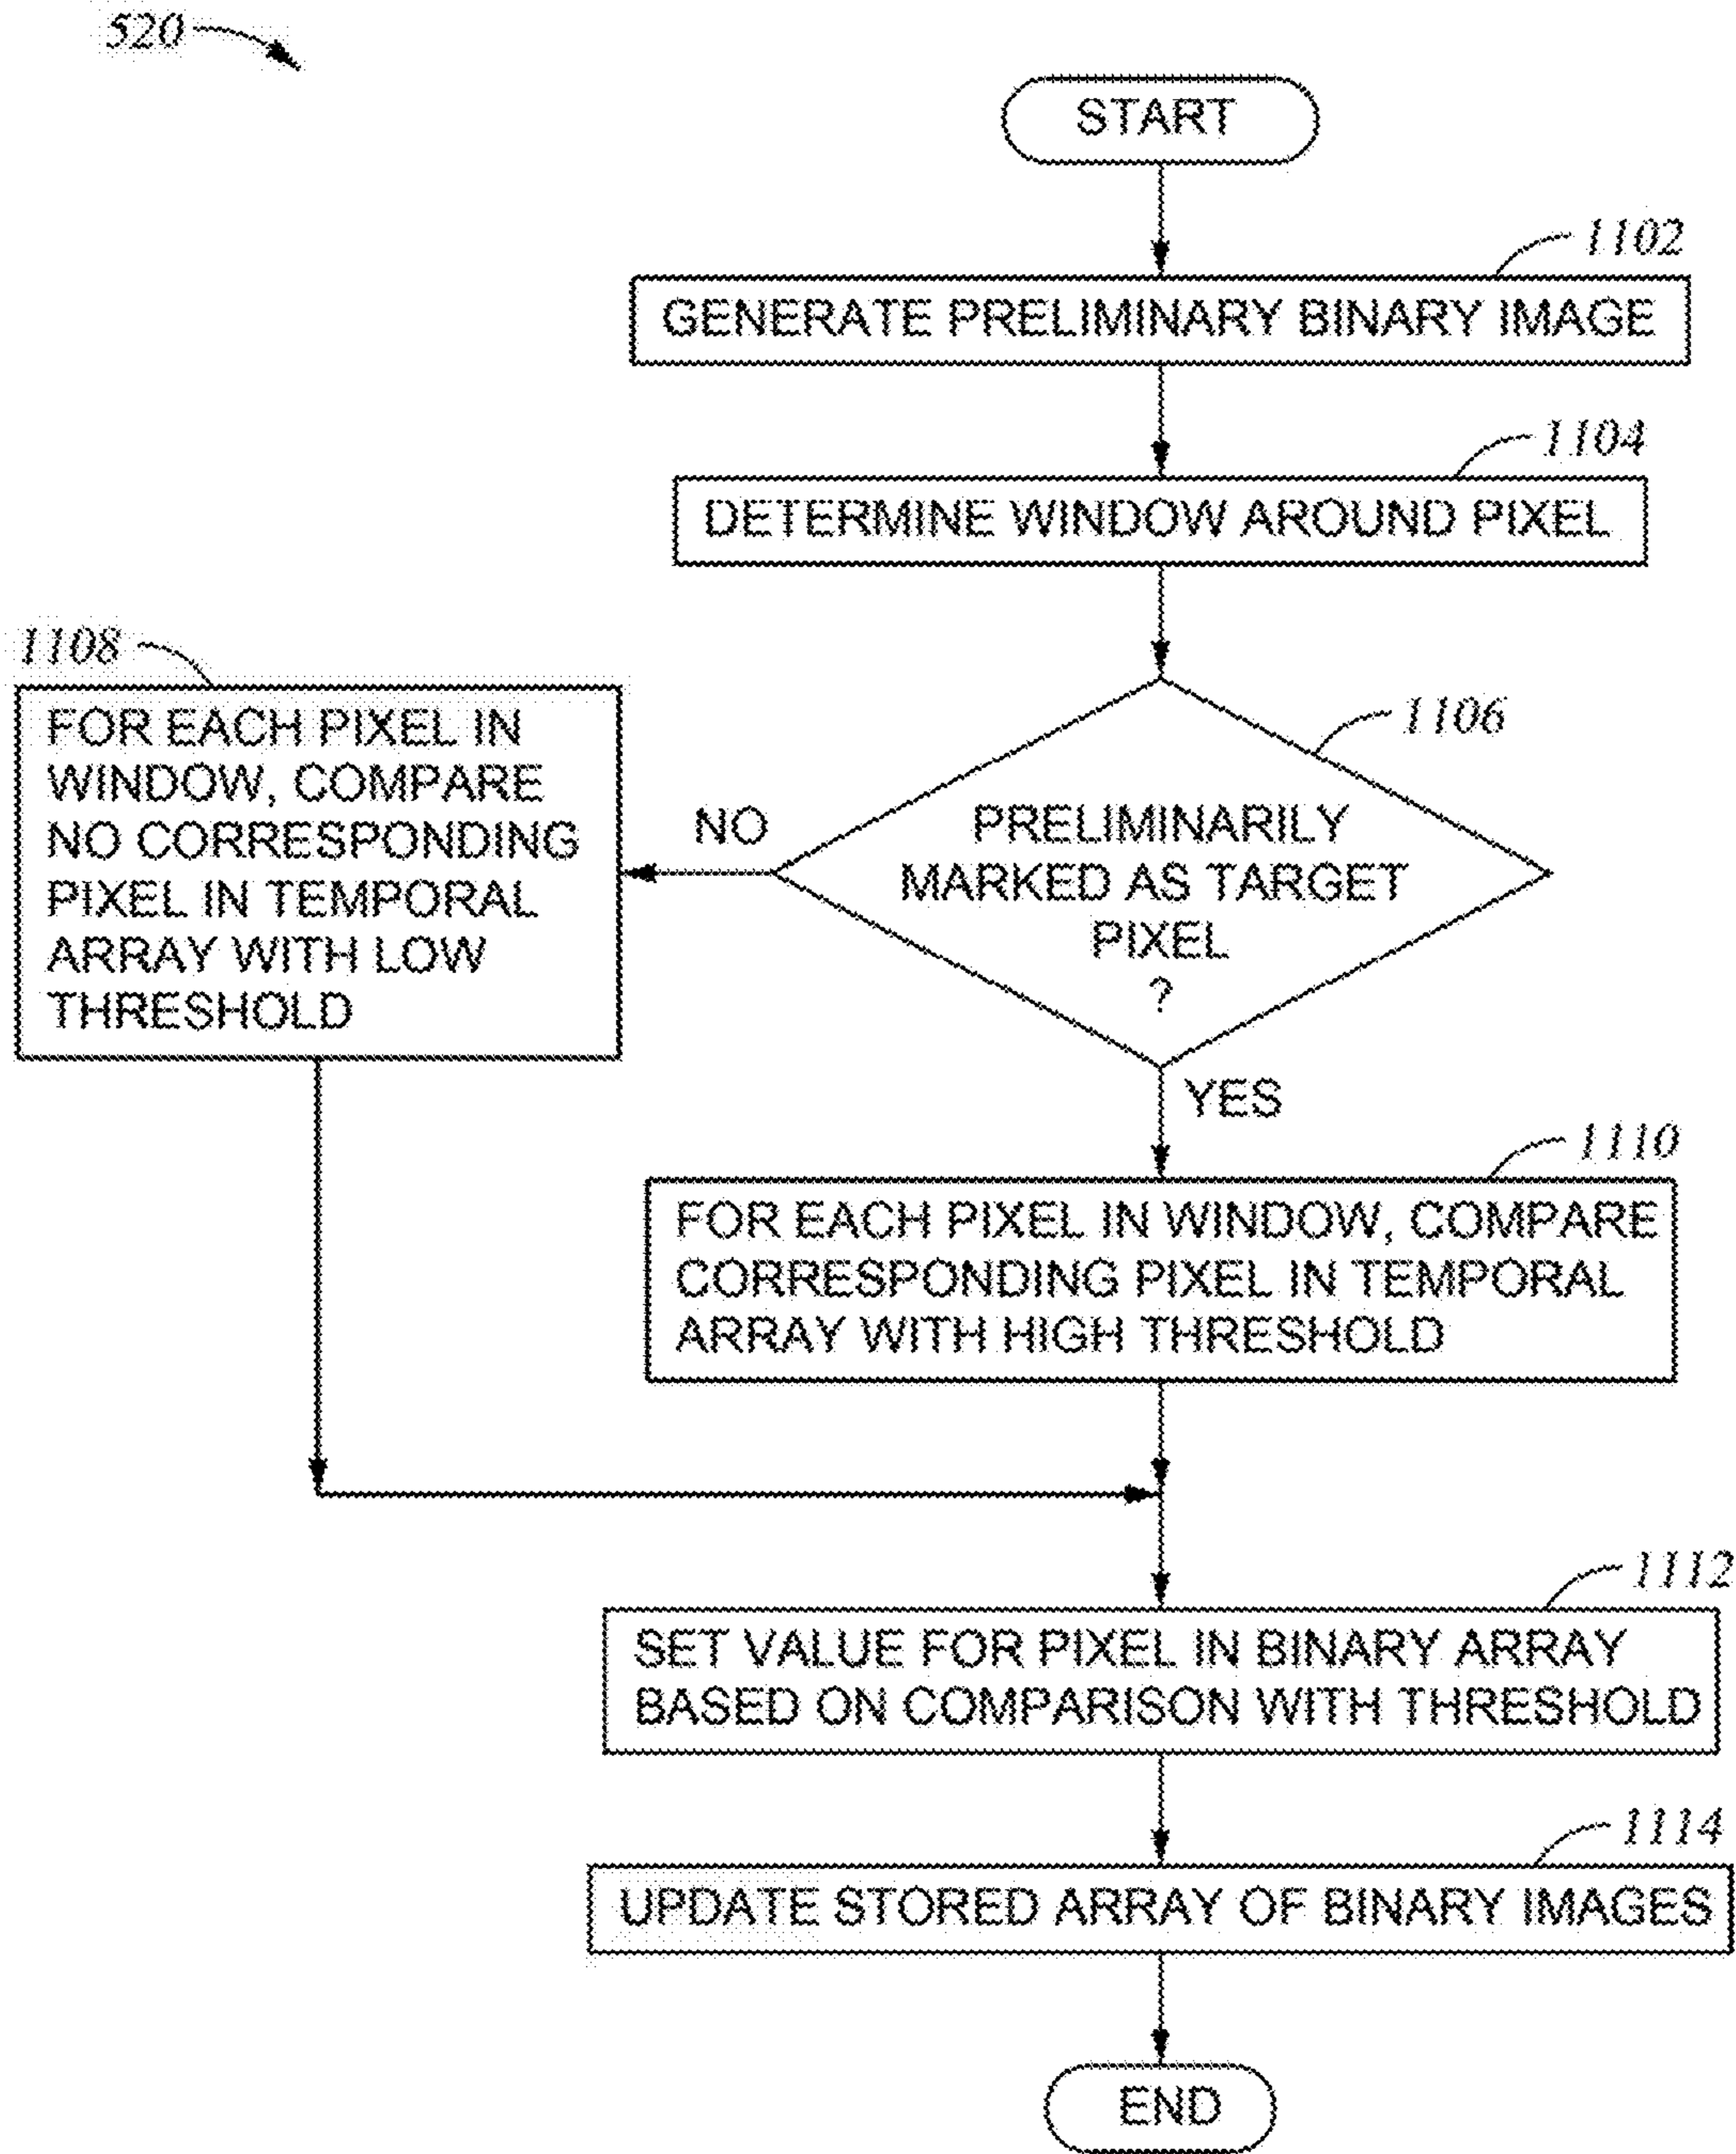 520
START
1102
GENERATE PRELIMINARY BINARY IMAGE
1104
DETERMINE WINDOW AROUND PIXEL
1106
PRELIMINARILY
MARKED AS TARGET
PIXEL
?
NO
1108
FOR EACH PIXEL IN
WINDOW, COMPARE
NO CORRESPONDING
PIXEL IN TEMPORAL
ARRAY WITH LOW
THRESHOLD
YES
1110
FOR EACH PIXEL IN WINDOW, COMPARE
CORRESPONDING PIXEL IN TEMPORAL
ARRAY WITH HIGH THRESHOLD
1112
SET VALUE FOR PIXEL IN BINARY ARRAY
BASED ON COMPARISON WITH THRESHOLD
1114
UPDATE STORED ARRAY OF BINARY IMAGES
END